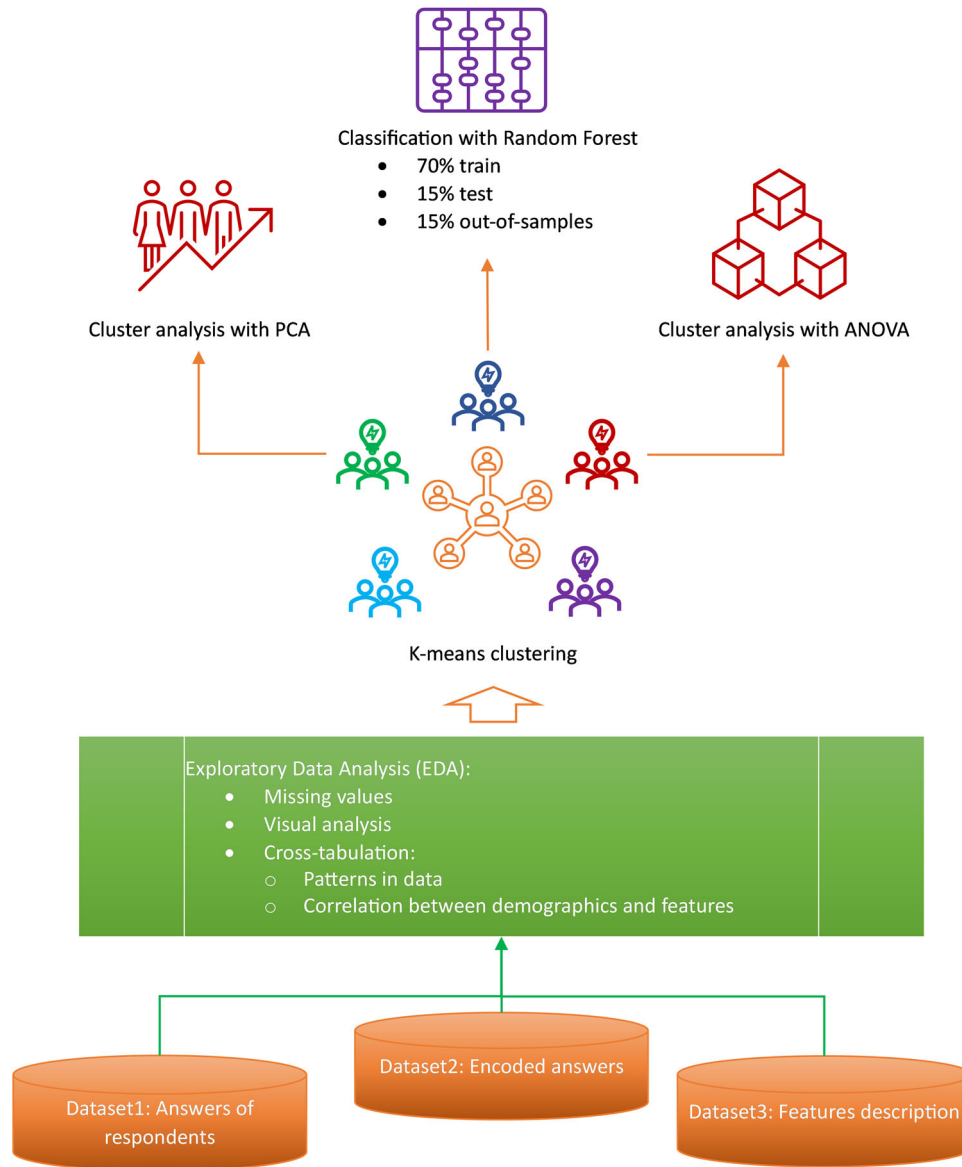 Classification with Random Forest
• 70% train
• 15% test
• 15% out-of-samples
Cluster analysis with PCA
Cluster analysis with ANOVA
K-means clustering
Exploratory Data Analysis (EDA):
• Missing values
• Visual analysis
• Cross-tabulation:
o Patterns in data
o Correlation between demographics and features
Dataset2: Encoded answers
Dataset1: Answers of
respondents
Dataset3: Features description